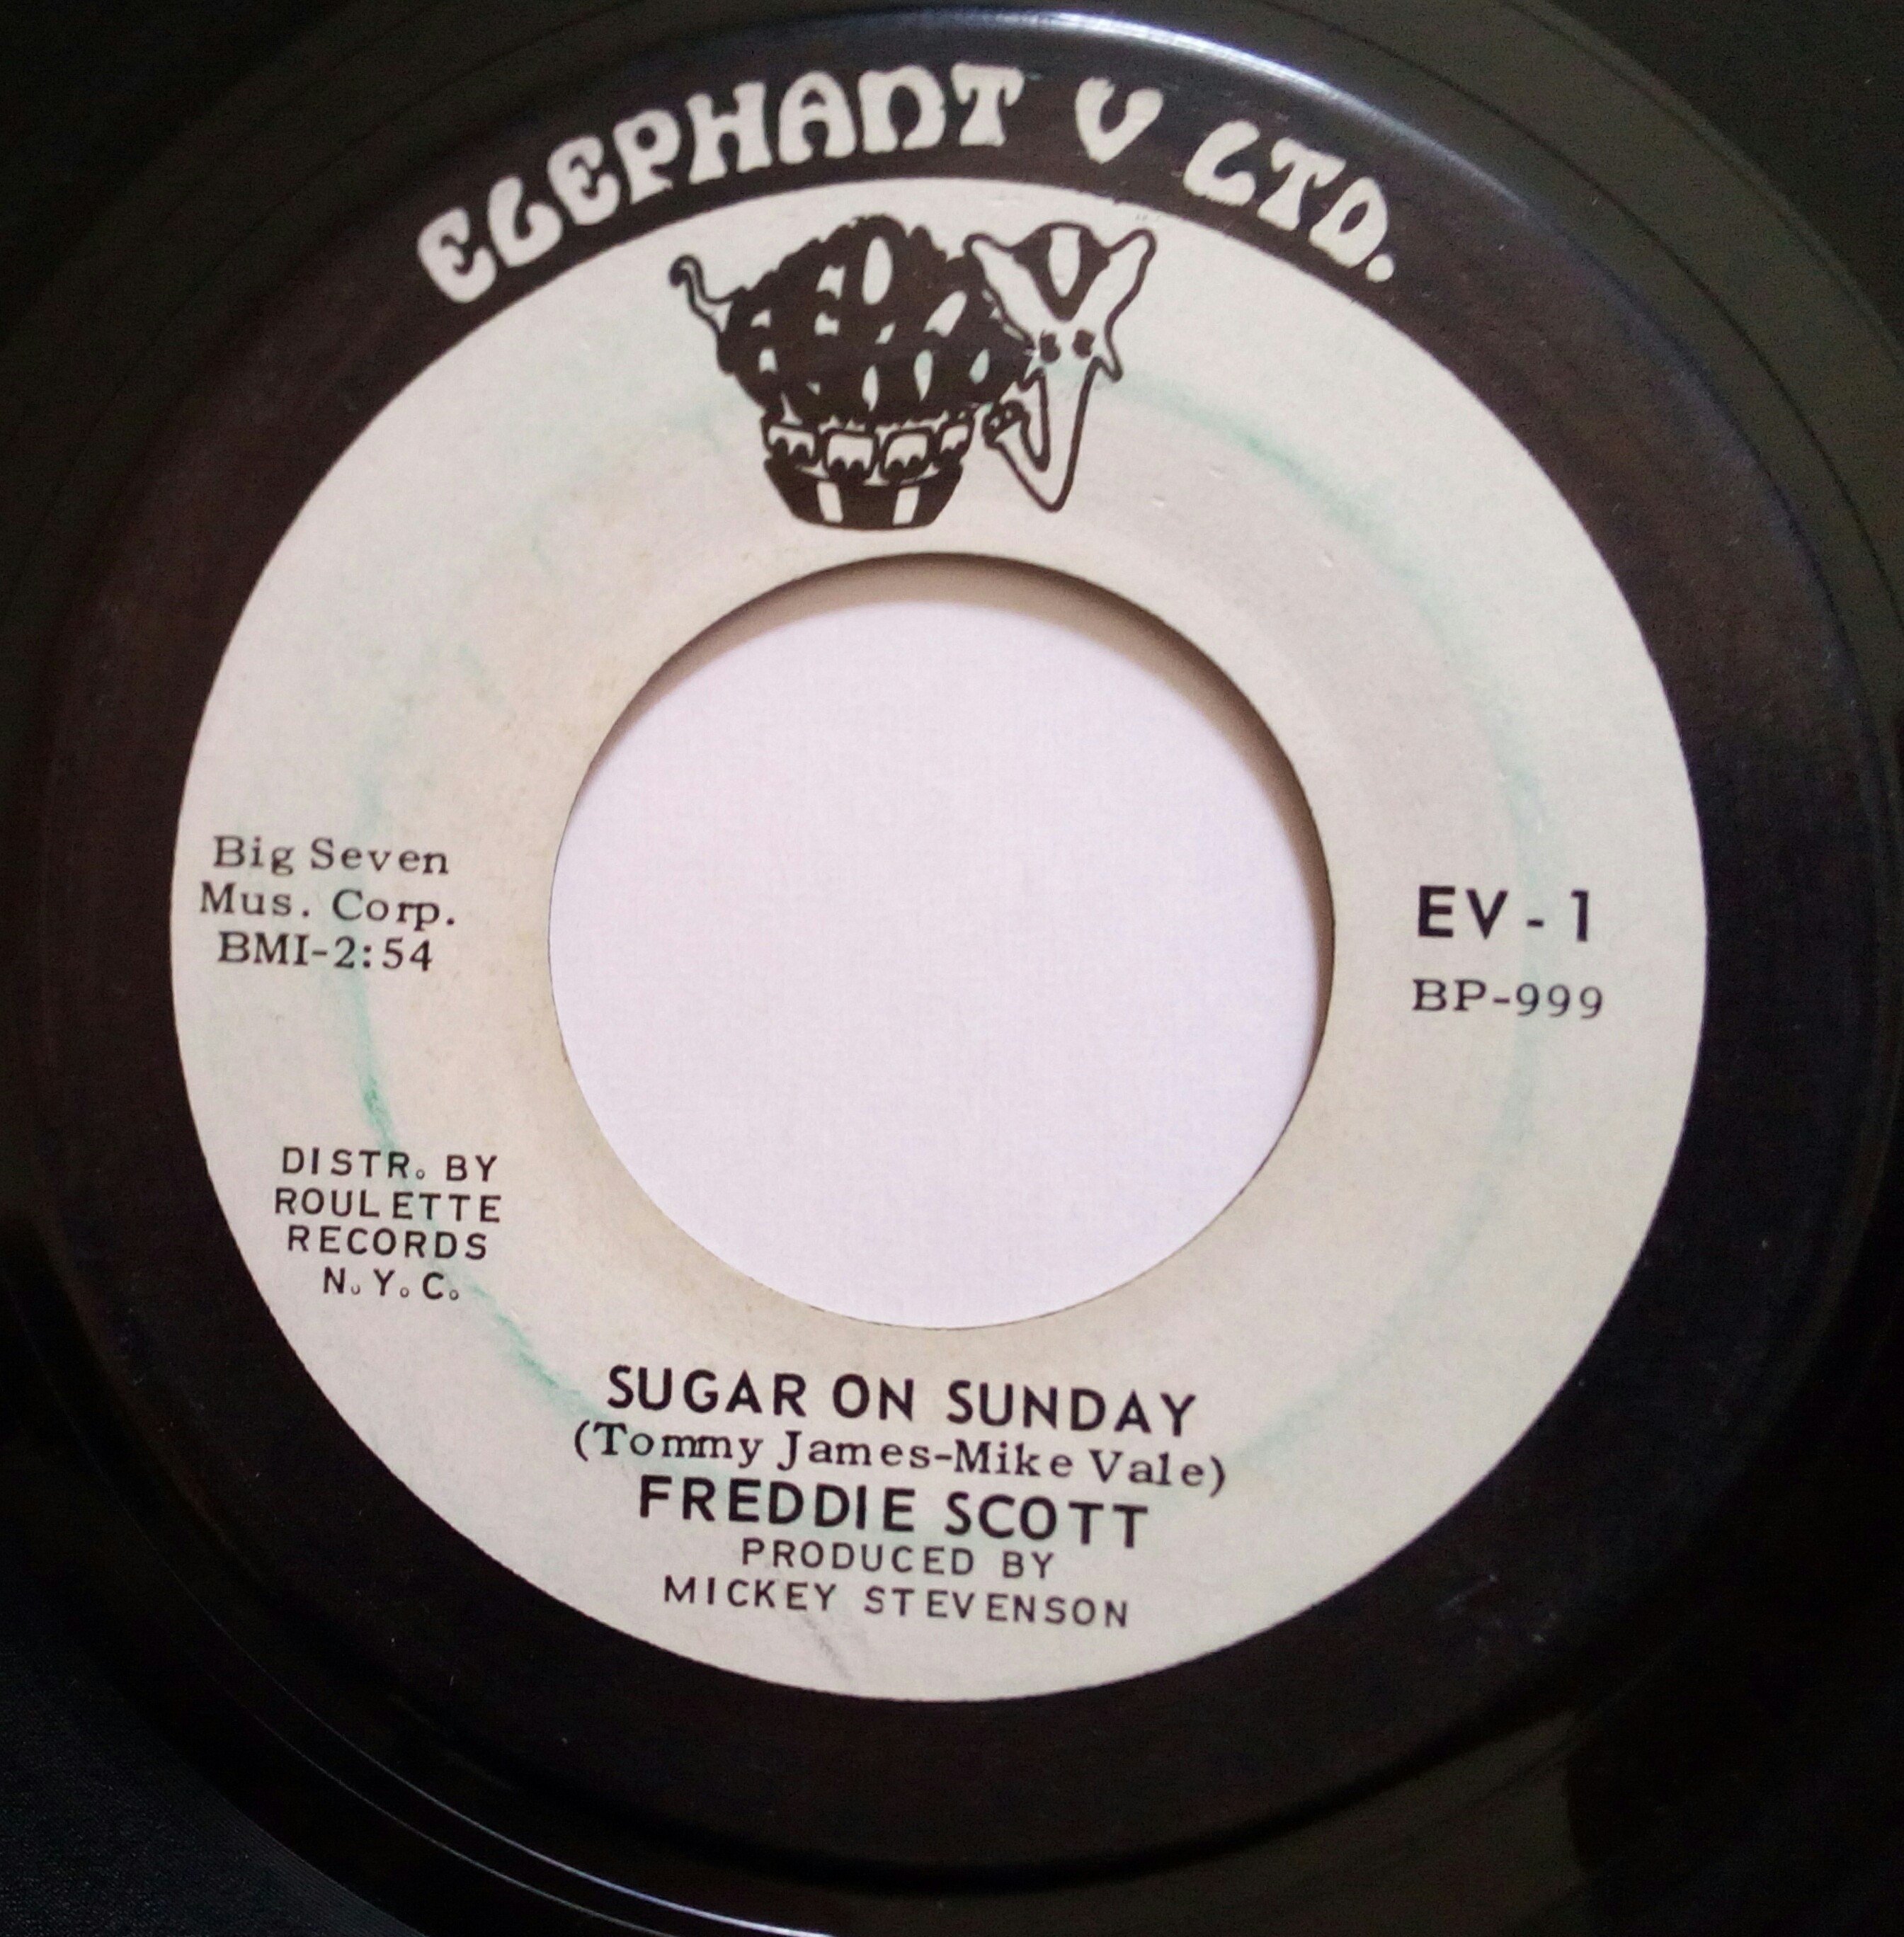 ELEPHANT V LTD.
Big Seven
Mus. Corp.
BMI-2:54
EV-1
BP-999
DISTR. BY
ROULETTE
RECORDS
N.Y.C.
SUGAR ON SUNDAY
(Tommy James-Mike Vale)
FREDDIE SCOTT
PRODUCED BY
MICKEY STEVENSON